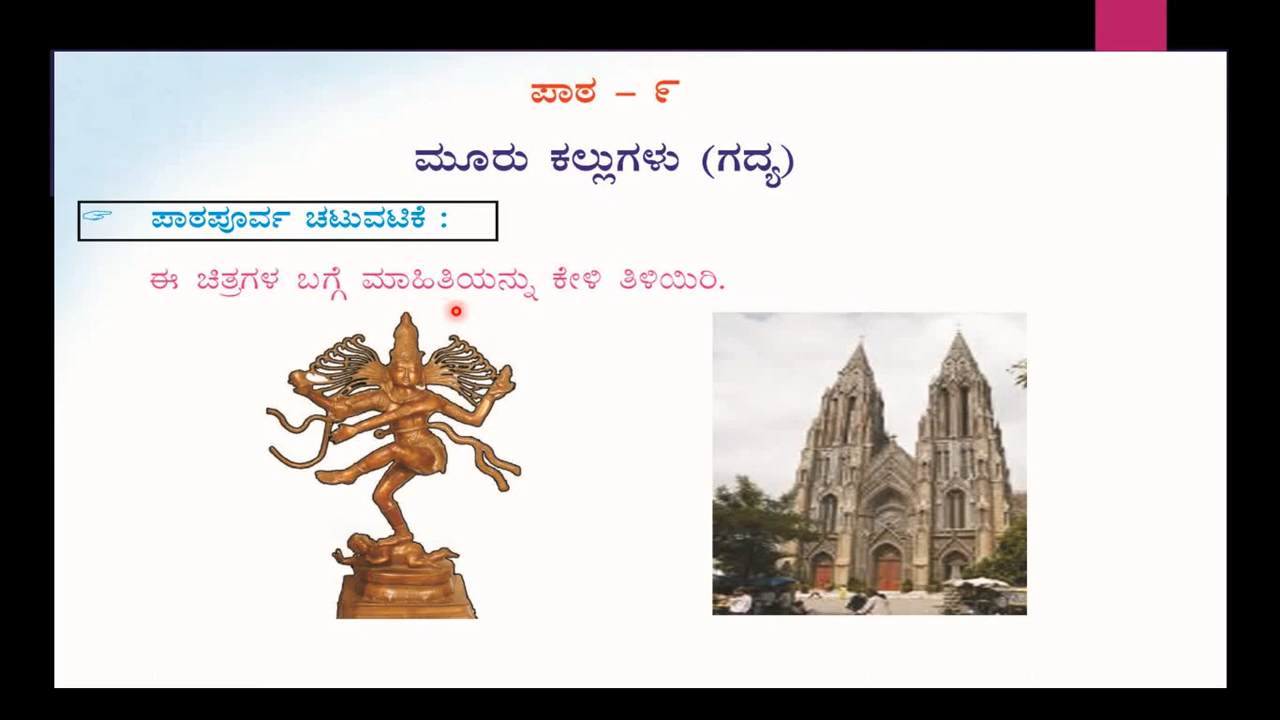 ಪಾಠ – ೯
ಮೂರು ಕಲ್ಲುಗಳು (ಗದ್ಯ)
☞ ಪಾಠಪೂರ್ವ ಚಟುವಟಿಕೆ :
ಈ ಚಿತ್ರಗಳ ಬಗ್ಗೆ ಮಾಹಿತಿಯನ್ನು ಕೇಳಿ ತಿಳಿಯಿರಿ.